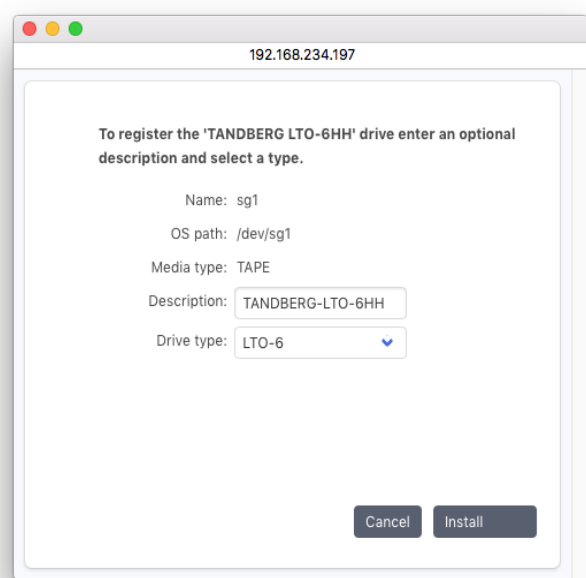 192.168.234.197
To register the 'TANDBERG LTO-6HH' drive enter an optional
description and select a type.
Name: sg1
OS path: /dev/sg1
Media type: TAPE
Description: TANDBERG-LTO-6HH
Drive type: LTO-6
Cancel Install